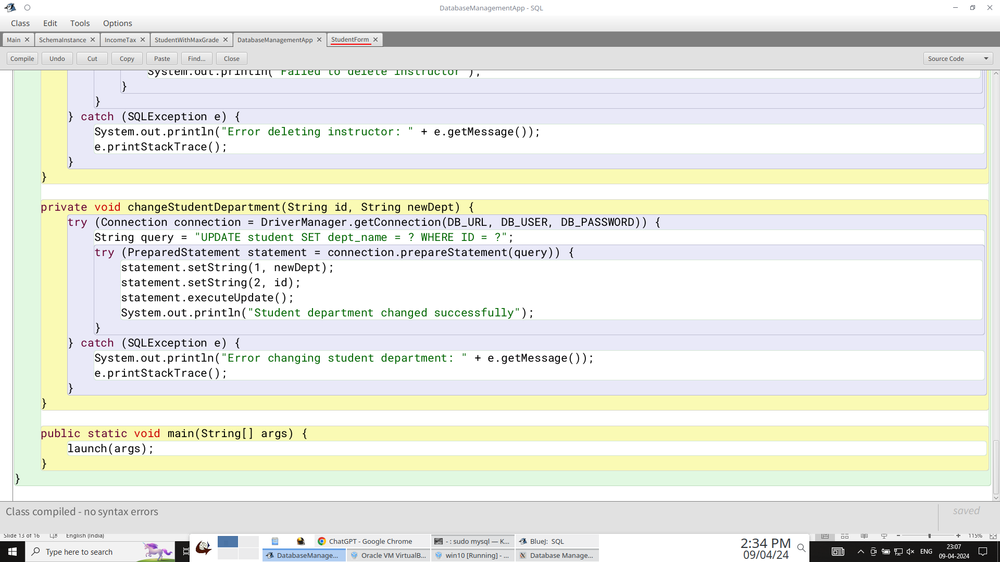 DatabaseManagementApp - SQL
Class Edit Tools Options
Main SchemaInstance IncomeTax StudentWithMaxGrade DatabaseManagementApp StudentForm
Compile Undo Cut Copy Paste Find... Close Source Code
System.out.println("Failed to delete instructor");
}
}
} catch (SQLException e) {
System.out.println("Error deleting instructor: " + e.getMessage());
e.printStackTrace();
}
}
private void changeStudentDepartment(String id, String newDept) {
try (Connection connection = DriverManager.getConnection(DB_URL, DB_USER, DB_PASSWORD)) {
String query = "UPDATE student SET dept_name = ? WHERE ID = ?";
try (PreparedStatement statement = connection.prepareStatement(query)) {
statement.setString(1, newDept);
statement.setString(2, id);
statement.executeUpdate();
System.out.println("Student department changed successfully");
}
} catch (SQLException e) {
System.out.println("Error changing student department: " + e.getMessage());
e.printStackTrace();
}
}
public static void main(String[] args) {
launch(args);
}
}
Class compiled - no syntax errors
saved
Slide 13 of 16 English (India) 115%
ChatGPT - Google Chrome - : sudo mysql — K... BlueJ: SQL
DatabaseManage... Oracle VM VirtualB... win10 [Running] - ... Database Manage...
Type here to search
2:34 PM
09/04/24
ENG
23:07
09-04-2024